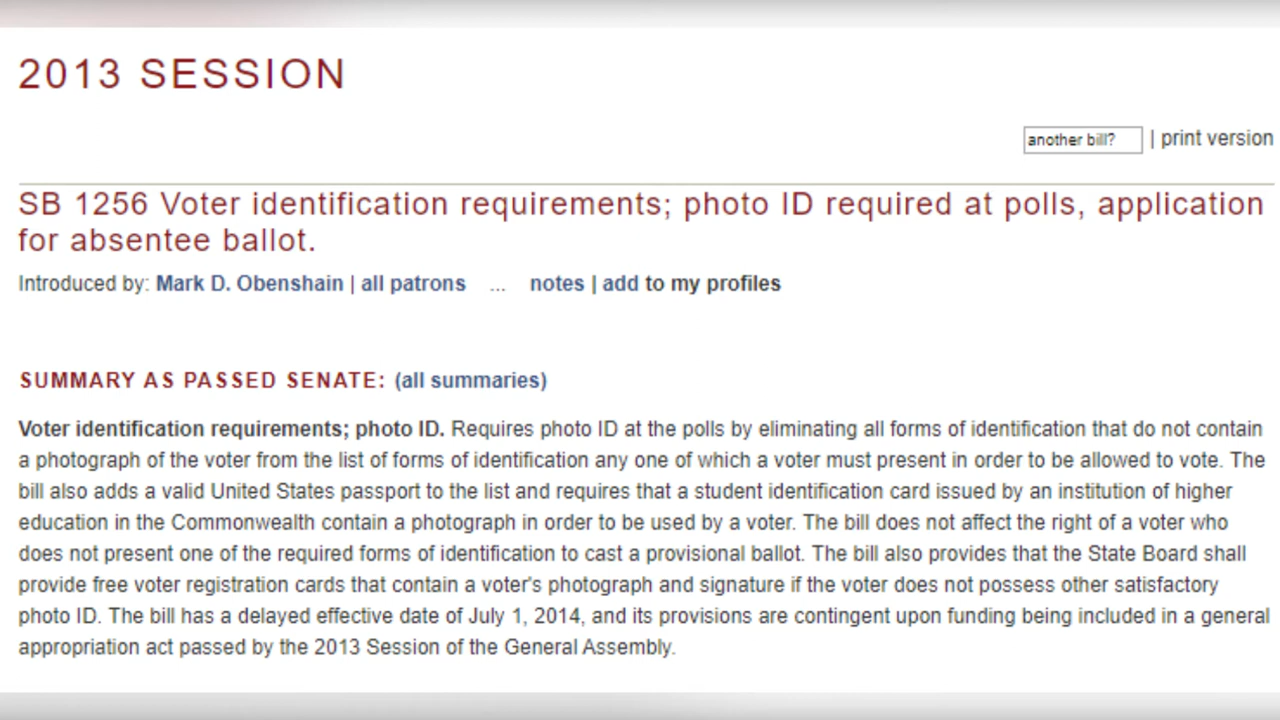 2013 SESSION
another bill? | print version
SB 1256 Voter identification requirements; photo ID required at polls, application
for absentee ballot.
Introduced by: Mark D. Obenshain | all patrons ... notes | add to my profiles
SUMMARY AS PASSED SENATE: (all summaries)
Voter identification requirements; photo ID. Requires photo ID at the polls by eliminating all forms of identification that do not contain
a photograph of the voter from the list of forms of identification any one of which a voter must present in order to be allowed to vote. The
bill also adds a valid United States passport to the list and requires that a student identification card issued by an institution of higher
education in the Commonwealth contain a photograph in order to be used by a voter. The bill does not affect the right of a voter who
does not present one of the required forms of identification to cast a provisional ballot. The bill also provides that the State Board shall
provide free voter registration cards that contain a voter's photograph and signature if the voter does not possess other satisfactory
photo ID. The bill has a delayed effective date of July 1, 2014, and its provisions are contingent upon funding being included in a general
appropriation act passed by the 2013 Session of the General Assembly.